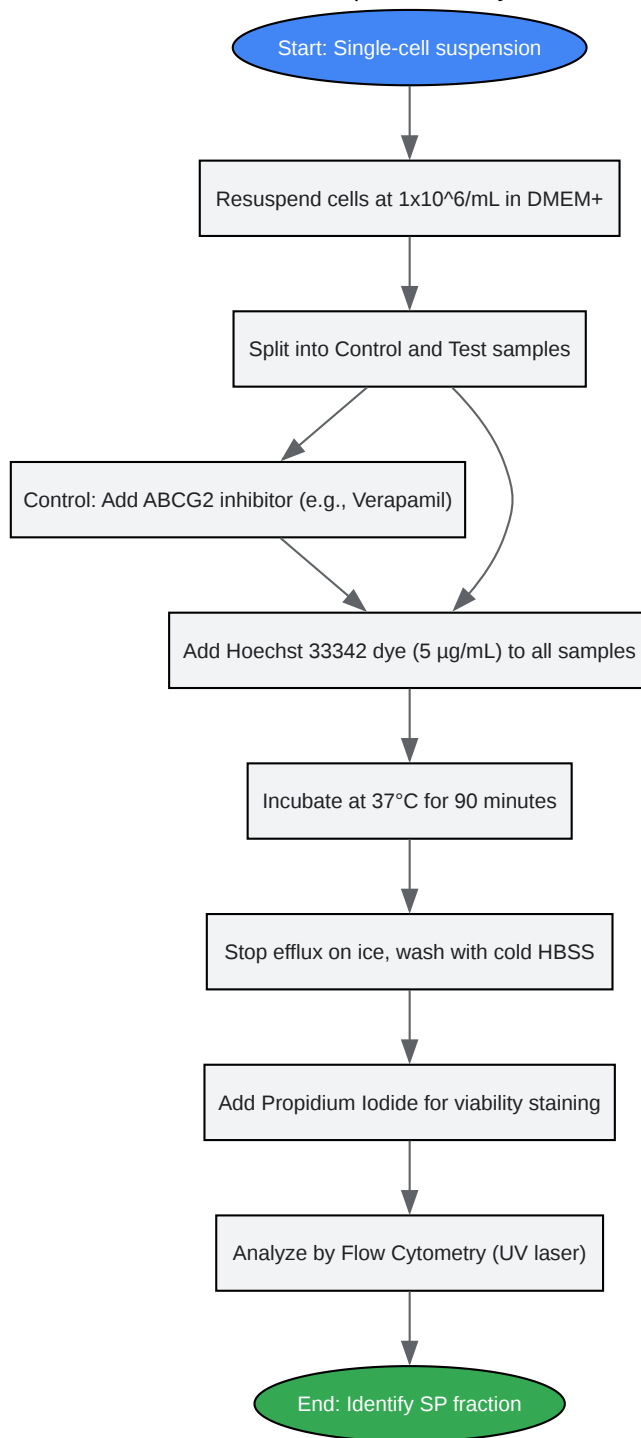 Start: Single-cell suspension
Resuspend cells at 1x10^6/mL in DMEM+
Split into Control and Test samples
Control: Add ABCG2 inhibitor (e.g., Verapamil)
Add Hoechst 33342 dye (5 µg/mL) to all samples
Incubate at 37°C for 90 minutes
Stop efflux on ice, wash with cold HBSS
Add Propidium Iodide for viability staining
Analyze by Flow Cytometry (UV laser)
End: Identify SP fraction